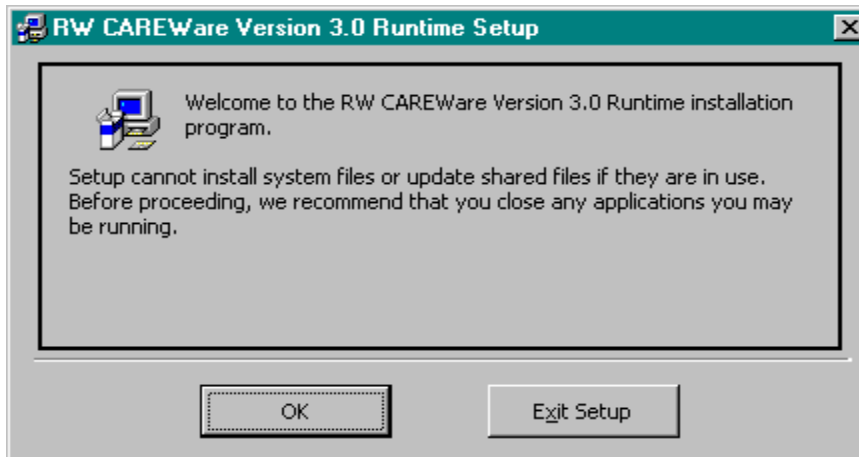 RW CAREWare Version 3.0 Runtime Setup
Welcome to the RW CAREWare Version 3.0 Runtime installation
program.
Setup cannot install system files or update shared files if they are in use.
Before proceeding, we recommend that you close any applications you may
be running.
OK
Exit Setup